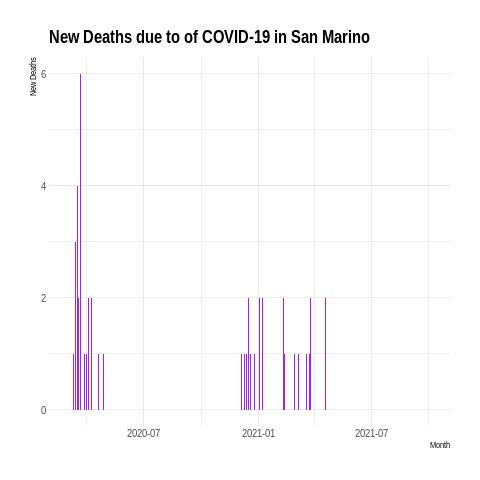 New Deaths due to of COVID-19 in San Marino
New Deaths
6
4
2
0
2020-07
2021-01
2021-07
Month